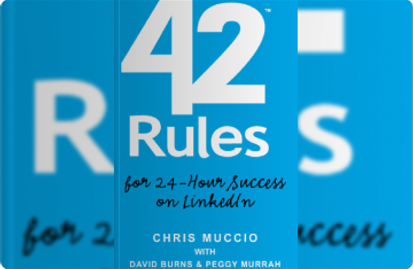 42™
Rules
for 24-Hour Success
on LinkedIn
CHRIS MUCCIO
WITH
DAVID BURNS & PEGGY MURRAH